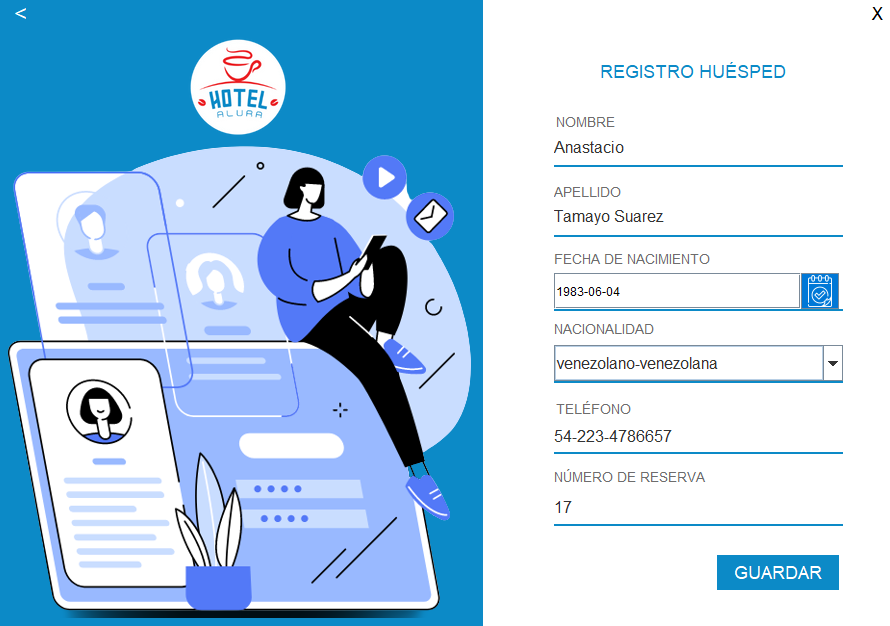 <
X
HOTEL
ALURA
REGISTRO HUÉSPED
NOMBRE
Anastacio
APELLIDO
Tamayo Suarez
FECHA DE NACIMIENTO
1983-06-04
NACIONALIDAD
venezolano-venezolana
TELÉFONO
54-223-4786657
NÚMERO DE RESERVA
17
GUARDAR